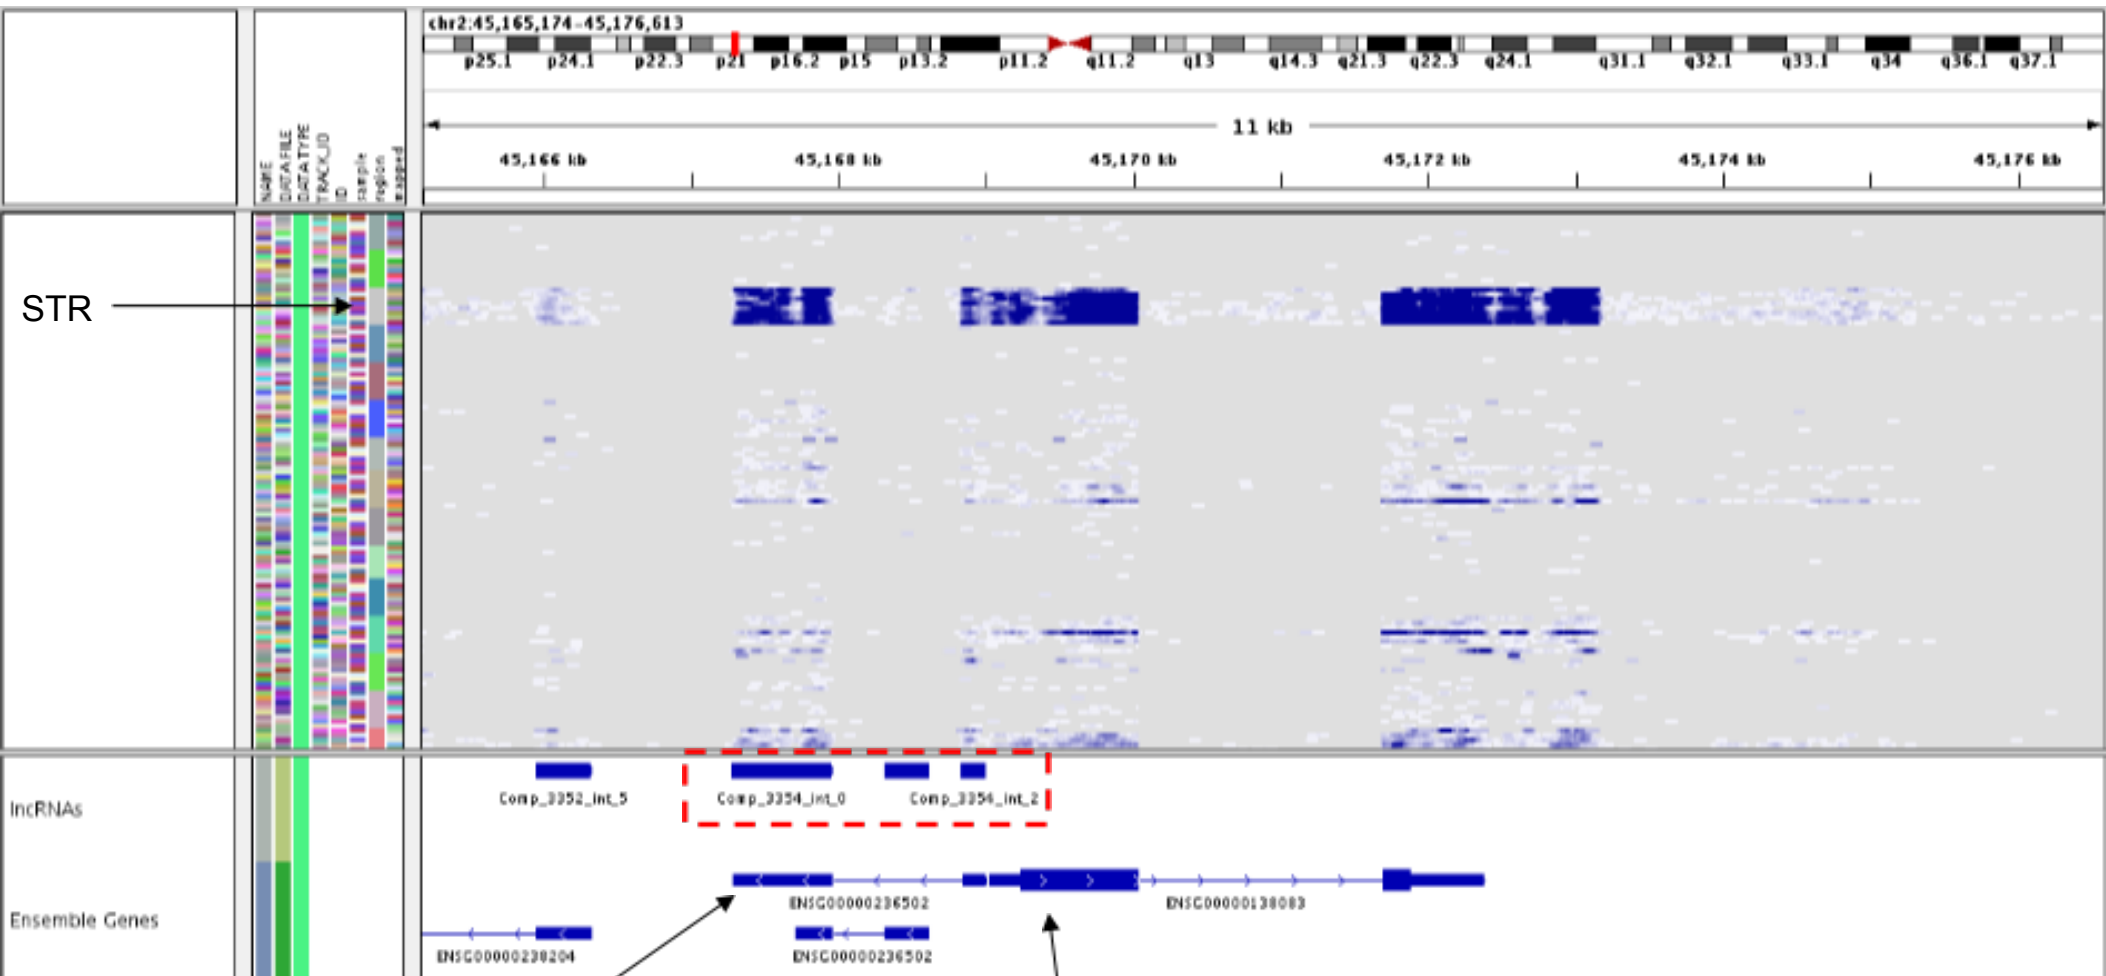 chr2:45,165,174-45,176,613
p25.1 p24.1 p22.3 p21 p16.2 p15 p13.2 p11.2 q11.2 q13 q14.3 q21.3 q22.3 q24.1 q31.1 q32.1 q33.1 q34 q36.1 q37.1
11 kb
45,166 kb 45,168 kb 45,170 kb 45,172 kb 45,174 kb 45,176 kb
NAME
DATA FILE
DATA TYPE
TRACK_ID
ID
sample
region
mapped
STR
lncRNAs
Comp_3352_int_5 Comp_3354_int_0 Comp_3354_int_2
Ensemble Genes
ENSG00000236502 ENSG00000138083
ENSG00000238204 ENSG00000236502